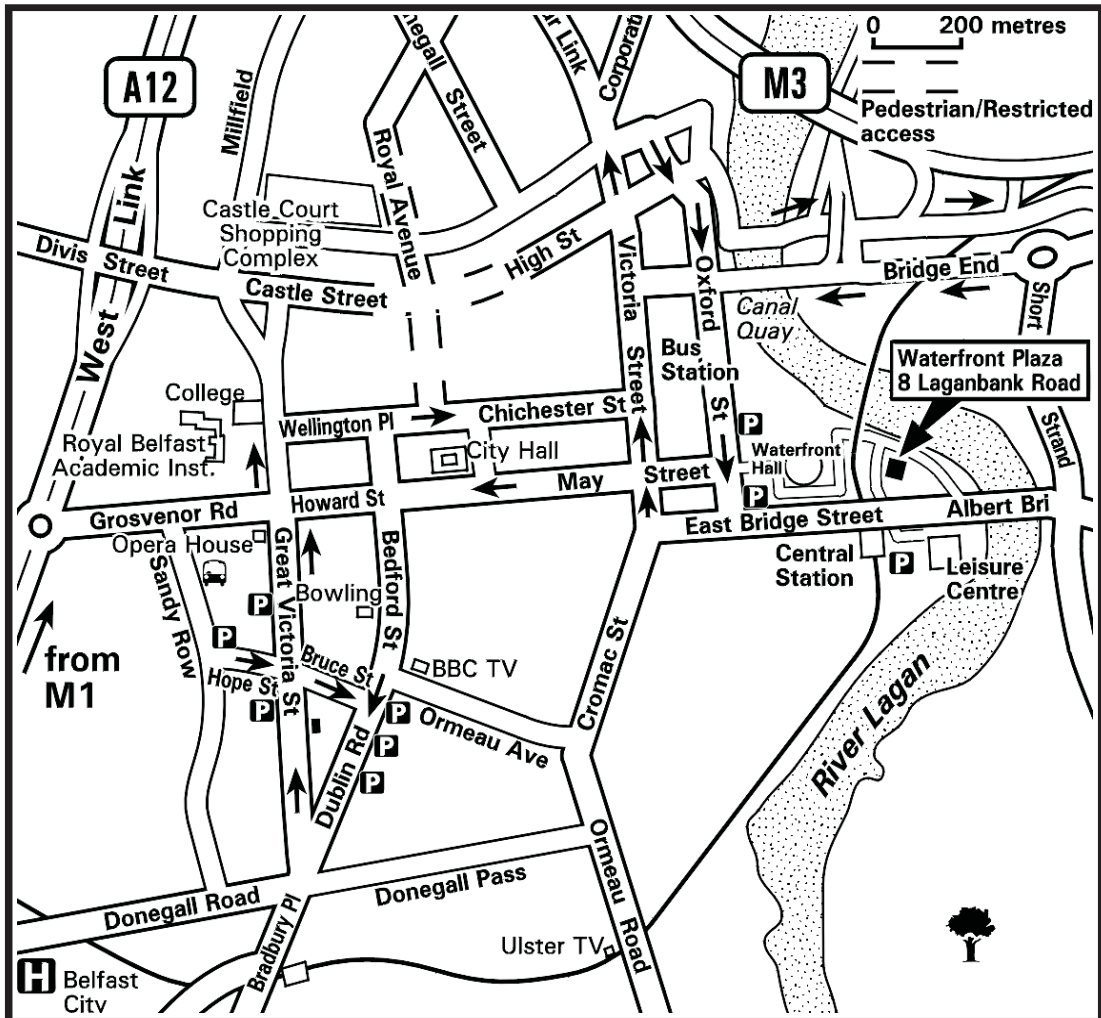 0 200 metres
Pedestrian/Restricted
access
A12
M3
Millfield
negall
Street
ur Link
Corporati
Royal Avenue
West Link
Castle Court
Shopping
Complex
Divis Street
Castle Street
High St
Victoria Street
Oxford St
Bridge End
Canal
Quay
Short Strand
Bus
Station
Waterfront Plaza
8 Laganbank Road
College
Royal Belfast
Academic Inst.
Wellington Pl
Chichester St
City Hall
P
Waterfront
Hall
Howard St
May Street
P
Grosvenor Rd
East Bridge Street
Albert Bri
Opera House
Great Victoria St
Bedford St
Central
Station
P
Leisure
Centre
Sandy Row
P
Bowling
P
from
M1
Hope St
Bruce St
BBC TV
Cromac St
P
P
Ormeau Ave
River Lagan
Dublin Rd
P
P
Ormeau Road
Donegall Road
Donegall Pass
Bradbury Pl
Ulster TV
H
Belfast
City